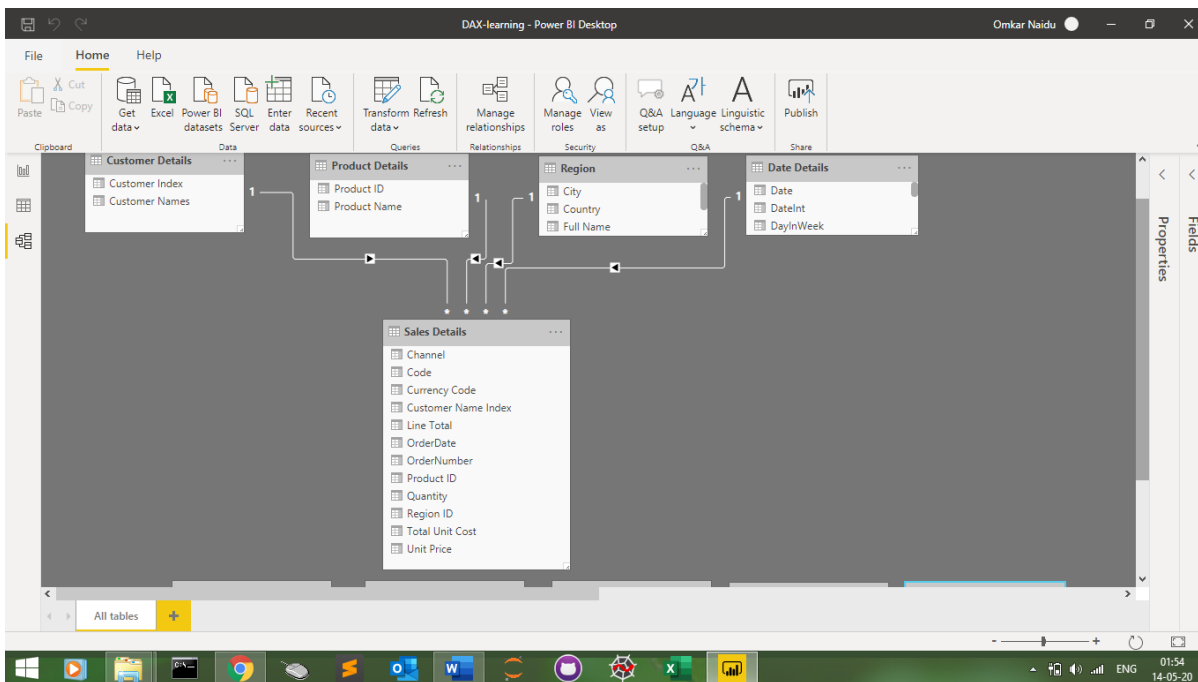 DAX-learning - Power BI Desktop
Omkar Naidu
File Home Help
Paste
Cut
Copy
Clipboard
Get data
Excel
Power BI datasets
SQL Server
Enter data
Recent sources
Data
Transform data
Refresh
Queries
Manage relationships
Relationships
Manage roles
View as
Security
Q&A setup
Language
Linguistic schema
Q&A
Publish
Share
Customer Details ...
Customer Index
Customer Names
1
Product Details ...
Product ID
Product Name
1
Region ...
City
Country
Full Name
1
Date Details ...
Date
DateInt
DayInWeek
1
* * * *
Sales Details ...
Channel
Code
Currency Code
Customer Name Index
Line Total
OrderDate
OrderNumber
Product ID
Quantity
Region ID
Total Unit Cost
Unit Price
Properties
Fields
All tables +
- +
ENG
01:54
14-05-20